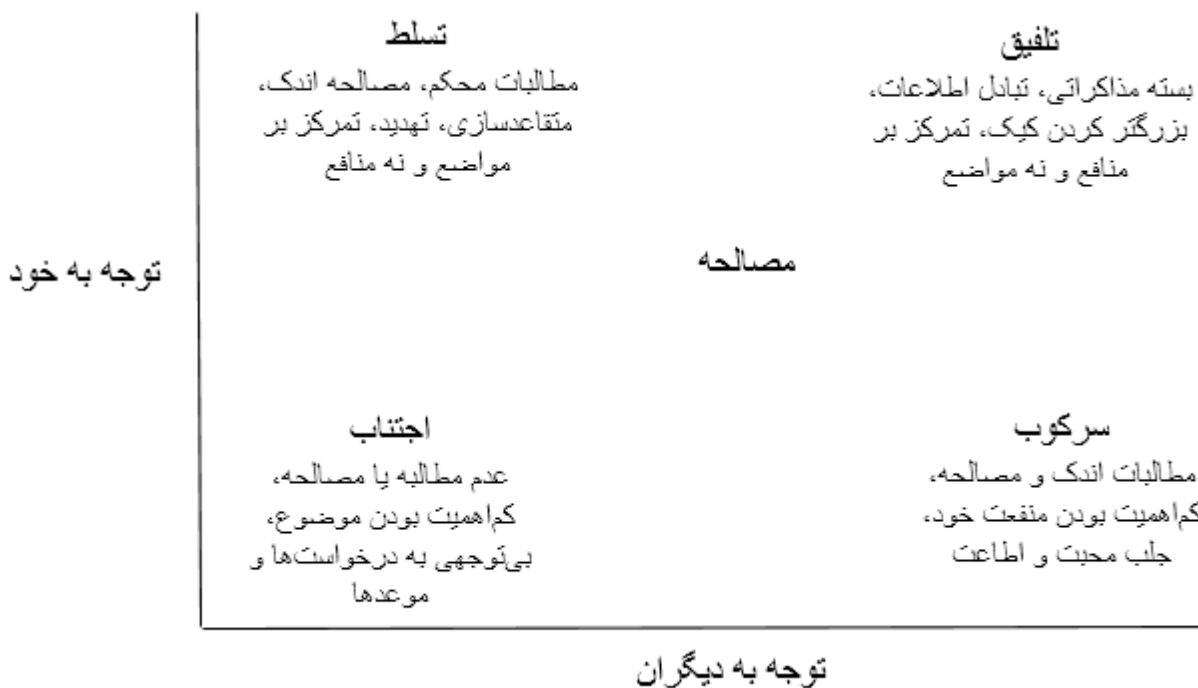 تسلط
مطالبات محکم، مصالحه اندک،
متقاعدسازی، تهدید، تمرکز بر
مواضع و نه منافع
تلفیق
بسته مذاکراتی، تبادل اطلاعات،
بزرگتر کردن کیک، تمرکز بر
منافع و نه مواضع
توجه به خود
مصالحه
اجتناب
عدم مطالبه یا مصالحه،
کم‌اهمیت بودن موضوع،
بی‌توجهی به درخواست‌ها و
موعدها
سرکوب
مطالبات اندک و مصالحه،
کم‌اهمیت بودن منفعت خود،
جلب محبت و اطاعت
توجه به دیگران